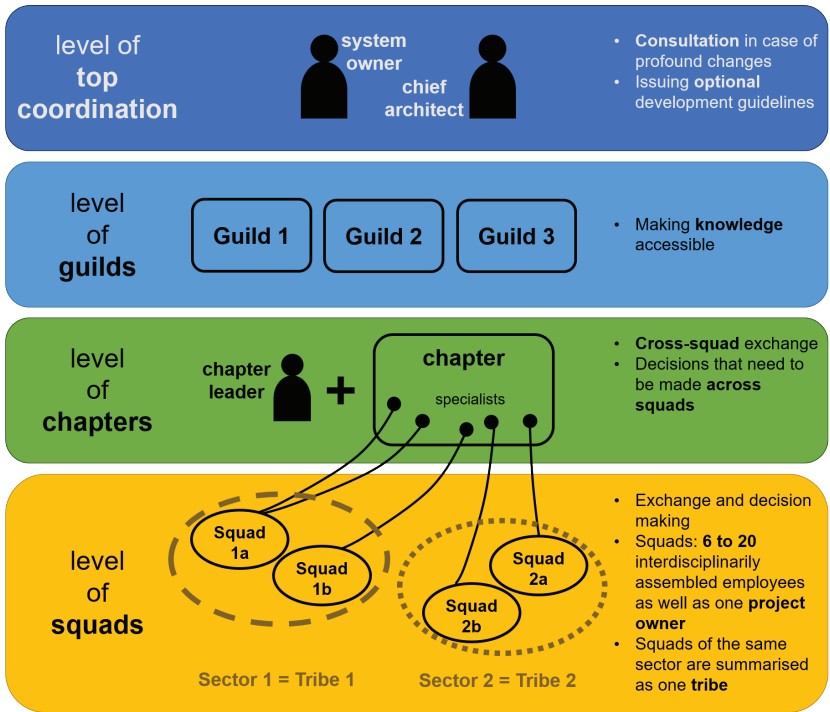 level of
top
coordination
system
owner
chief
architect
• Consultation in case of
profound changes
• Issuing optional
development guidelines
level
of
guilds
Guild 1
Guild 2
Guild 3
• Making knowledge
accessible
level
of
chapters
chapter
leader
+
chapter
specialists
• Cross-squad exchange
• Decisions that need to
be made across
squads
level
of
squads
Squad
1a
Squad
1b
Squad
2a
Squad
2b
Sector 1 = Tribe 1
Sector 2 = Tribe 2
• Exchange and decision
making
• Squads: 6 to 20
interdisciplinarily
assembled employees
as well as one project
owner
• Squads of the same
sector are summarised
as one tribe